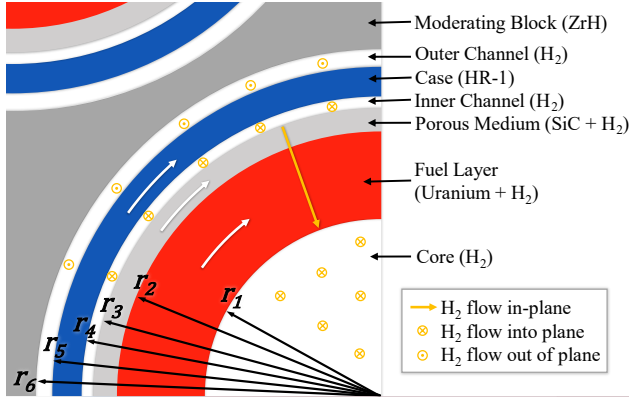 Moderating Block (ZrH)
Outer Channel (H₂)
Case (HR-1)
Inner Channel (H₂)
Porous Medium (SiC + H₂)
Fuel Layer
(Uranium + H₂)
Core (H₂)
r₁
r₂
r₃
r₄
r₅
r₆
H₂ flow in-plane
H₂ flow into plane
H₂ flow out of plane